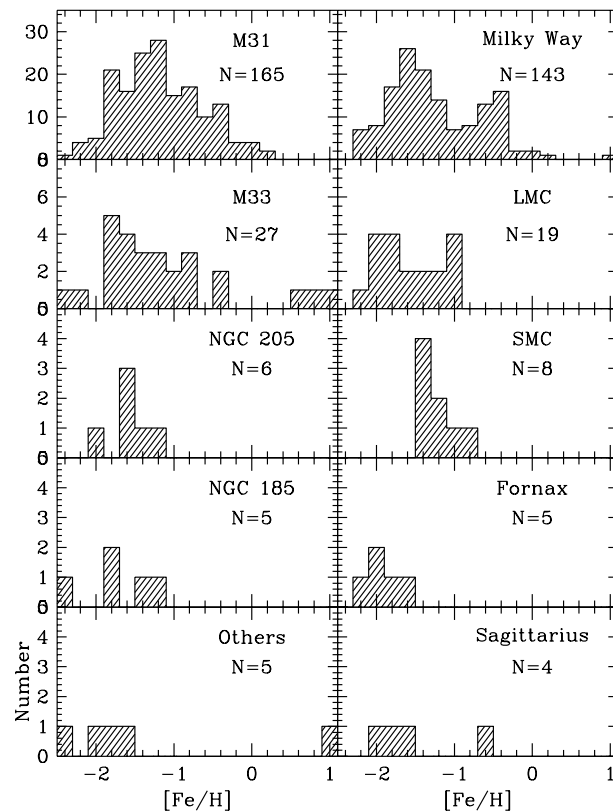 30
20
10
0
M31
N=165
Milky Way
N=143
6
4
2
0
M33
N=27
LMC
N=19
4
3
2
1
0
NGC 205
N=6
SMC
N=8
4
3
2
1
0
NGC 185
N=5
Fornax
N=5
4
3
2
1
0
Others
N=5
Sagittarius
N=4
Number
-2 -1 0 1
-2 -1 0 1
[Fe/H]
[Fe/H]